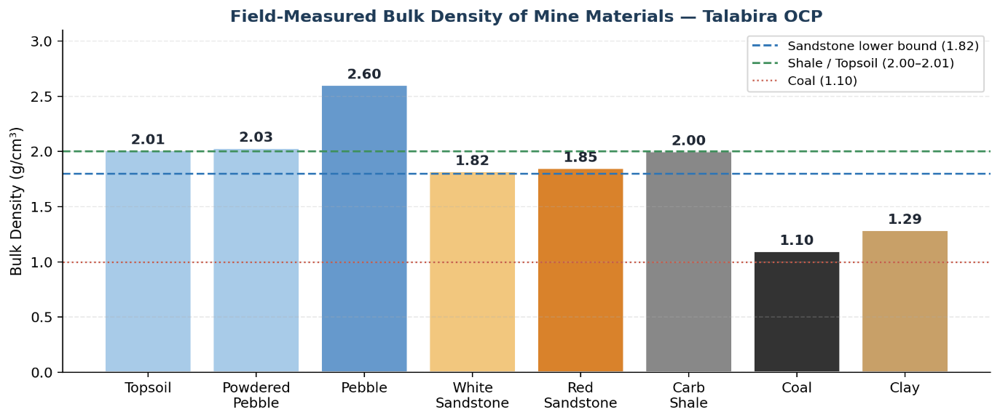 Field-Measured Bulk Density of Mine Materials — Talabira OCP
Sandstone lower bound (1.82)
Shale / Topsoil (2.00–2.01)
Coal (1.10)
Bulk Density (g/cm³)
3.0
2.5
2.0
1.5
1.0
0.5
0.0
2.01
2.03
2.60
1.82
1.85
2.00
1.10
1.29
Topsoil
Powdered
Pebble
Pebble
White
Sandstone
Red
Sandstone
Carb
Shale
Coal
Clay